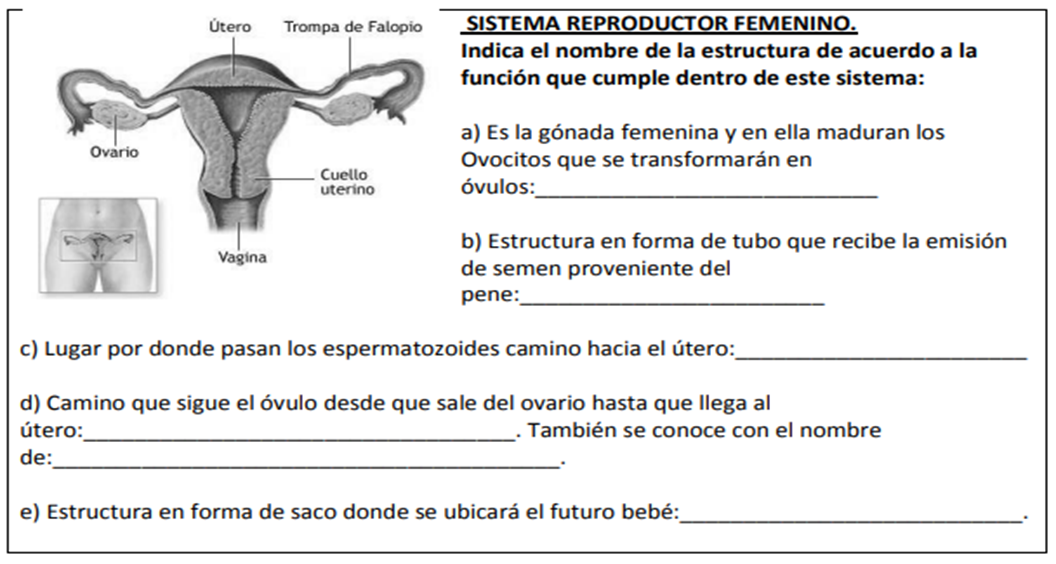 Útero
Trompa de Falopio
Ovario
Cuello
uterino
Vagina
SISTEMA REPRODUCTOR FEMENINO.
Indica el nombre de la estructura de acuerdo a la
función que cumple dentro de este sistema:
a) Es la gónada femenina y en ella maduran los
Ovocitos que se transformarán en
óvulos:____________________________
b) Estructura en forma de tubo que recibe la emisión
de semen proveniente del
pene:_________________________
c) Lugar por donde pasan los espermatozoides camino hacia el útero:________________________
d) Camino que sigue el óvulo desde que sale del ovario hasta que llega al
útero:___________________________________. También se conoce con el nombre
de:__________________________________________.
e) Estructura en forma de saco donde se ubicará el futuro bebé:____________________________.